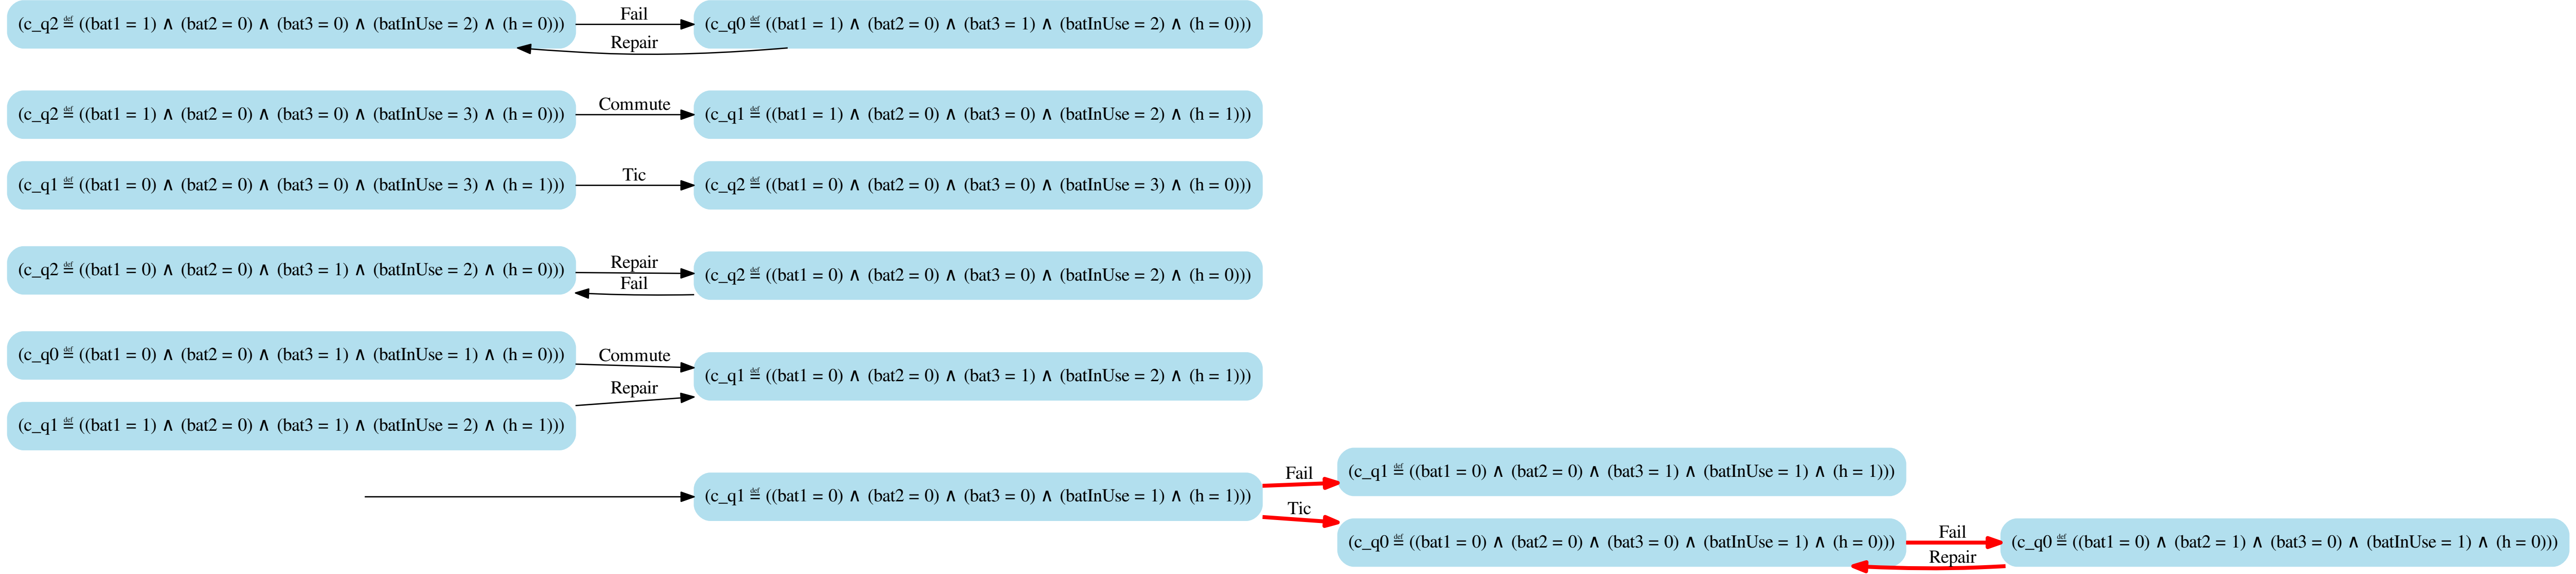 (c_q2 ≝ ((bat1 = 1) ∧ (bat2 = 0) ∧ (bat3 = 0) ∧ (batInUse = 2) ∧ (h = 0)))
Fail
(c_q0 ≝ ((bat1 = 1) ∧ (bat2 = 0) ∧ (bat3 = 1) ∧ (batInUse = 2) ∧ (h = 0)))
Repair
(c_q2 ≝ ((bat1 = 1) ∧ (bat2 = 0) ∧ (bat3 = 0) ∧ (batInUse = 3) ∧ (h = 0)))
Commute
(c_q1 ≝ ((bat1 = 1) ∧ (bat2 = 0) ∧ (bat3 = 0) ∧ (batInUse = 2) ∧ (h = 1)))
(c_q1 ≝ ((bat1 = 0) ∧ (bat2 = 0) ∧ (bat3 = 0) ∧ (batInUse = 3) ∧ (h = 1)))
Tic
(c_q2 ≝ ((bat1 = 0) ∧ (bat2 = 0) ∧ (bat3 = 0) ∧ (batInUse = 3) ∧ (h = 0)))
(c_q2 ≝ ((bat1 = 0) ∧ (bat2 = 0) ∧ (bat3 = 1) ∧ (batInUse = 2) ∧ (h = 0)))
Repair
(c_q2 ≝ ((bat1 = 0) ∧ (bat2 = 0) ∧ (bat3 = 0) ∧ (batInUse = 2) ∧ (h = 0)))
Fail
(c_q0 ≝ ((bat1 = 0) ∧ (bat2 = 0) ∧ (bat3 = 1) ∧ (batInUse = 1) ∧ (h = 0)))
Commute
(c_q1 ≝ ((bat1 = 0) ∧ (bat2 = 0) ∧ (bat3 = 1) ∧ (batInUse = 2) ∧ (h = 1)))
Repair
(c_q1 ≝ ((bat1 = 1) ∧ (bat2 = 0) ∧ (bat3 = 1) ∧ (batInUse = 2) ∧ (h = 1)))
(c_q1 ≝ ((bat1 = 0) ∧ (bat2 = 0) ∧ (bat3 = 0) ∧ (batInUse = 1) ∧ (h = 1)))
Fail
(c_q1 ≝ ((bat1 = 0) ∧ (bat2 = 0) ∧ (bat3 = 1) ∧ (batInUse = 1) ∧ (h = 1)))
Tic
(c_q0 ≝ ((bat1 = 0) ∧ (bat2 = 0) ∧ (bat3 = 0) ∧ (batInUse = 1) ∧ (h = 0)))
Fail
Repair
(c_q0 ≝ ((bat1 = 0) ∧ (bat2 = 1) ∧ (bat3 = 0) ∧ (batInUse = 1) ∧ (h = 0)))